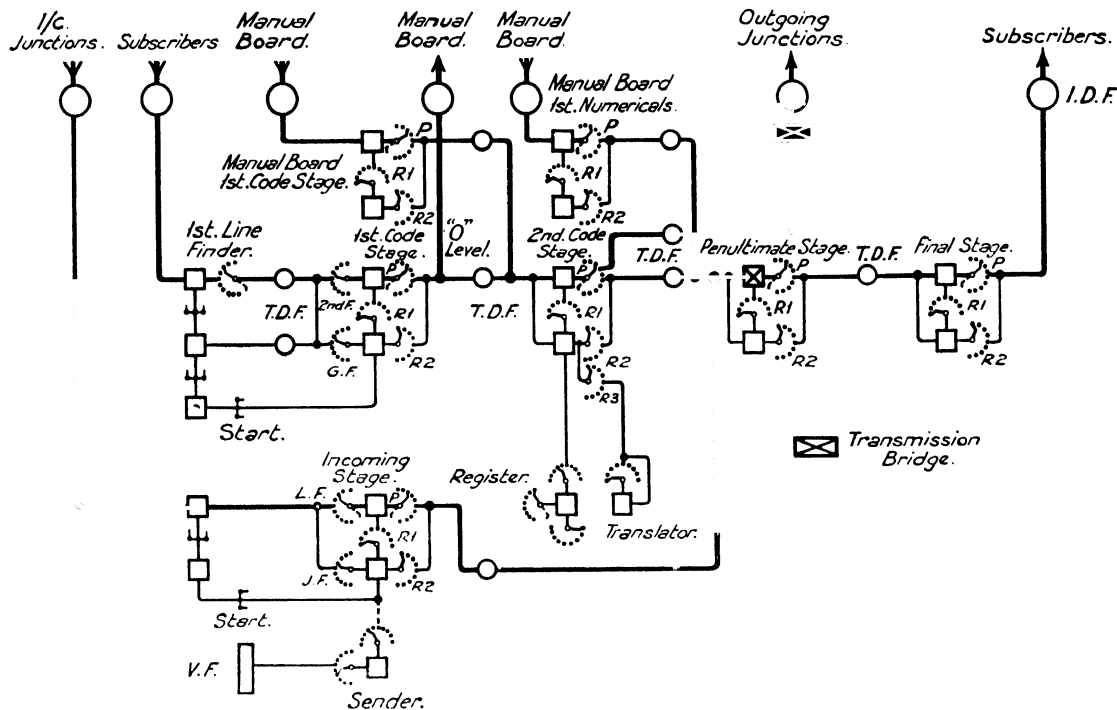 I/C.
Junctions.
Subscribers
Manual
Board.
Manual
Board.
Manual
Board.
Outgoing
Junctions.
Subscribers.
I.D.F.
Manual Board
1st. Numericals.
P
R1
R2
Manual Board
1st. Code Stage.
P
R1
R2
1st. Line
Finder.
T.D.F.
2nd F.
G.F.
1st. Code
Stage.
P
R1
R2
"O"
Level.
T.D.F.
2nd. Code Stage.
P
R1
R2
R3
T.D.F.
Penultimate Stage.
P
R1
R2
T.D.F.
Final Stage.
P
R1
R2
Start.
Transmission
Bridge.
Register.
Translator.
Incoming
Stage.
L.F.
P
R1
R2
J.F.
Start.
V.F.
Sender.